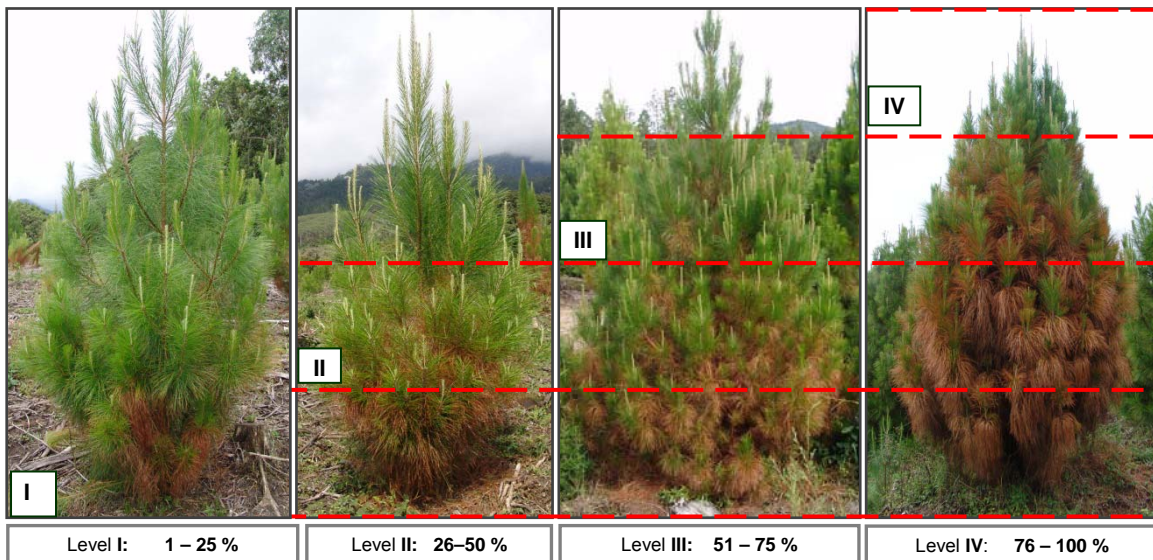 IV
III
II
I
Level I: 1 – 25 %
Level II: 26–50 %
Level III: 51 – 75 %
Level IV: 76 – 100 %